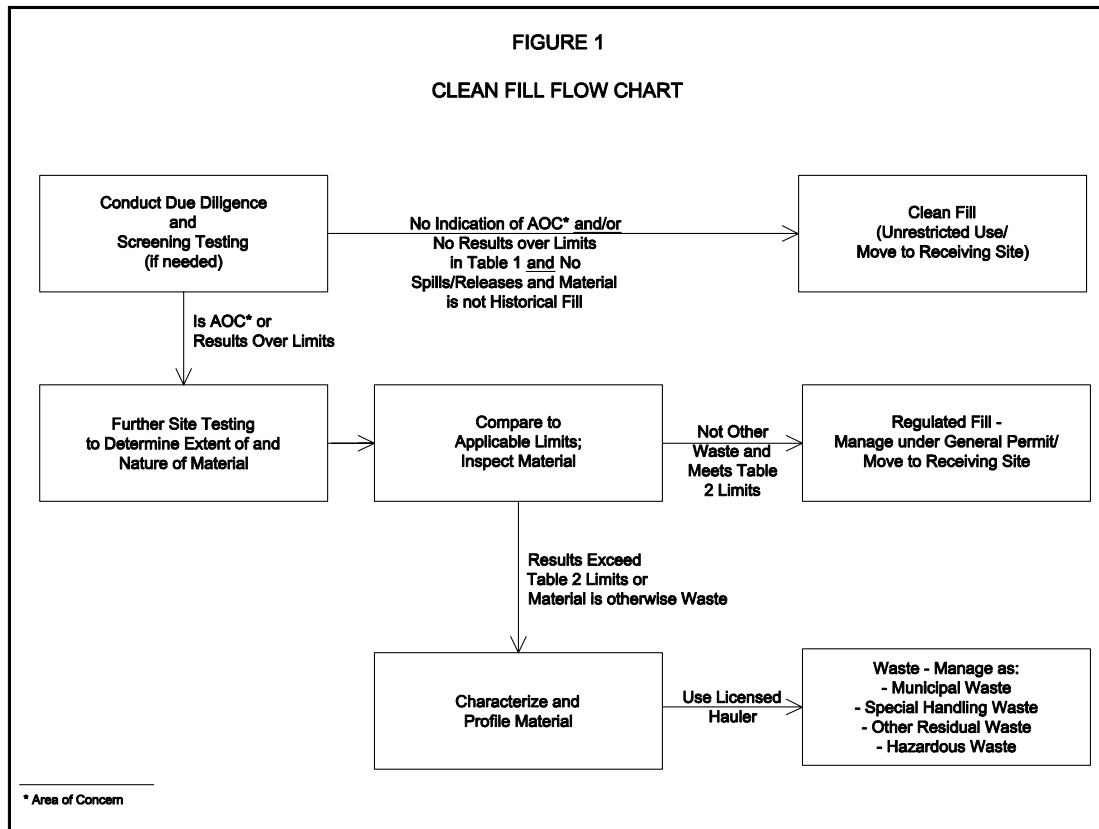 FIGURE 1
CLEAN FILL FLOW CHART
Conduct Due Diligence
and
Screening Testing
(if needed)
No Indication of AOC* and/or
No Results over Limits
in Table 1 and No
Spills/Releases and Material
is not Historical Fill
Clean Fill
(Unrestricted Use/
Move to Receiving Site)
Is AOC* or
Results Over Limits
Further Site Testing
to Determine Extent of and
Nature of Material
Compare to
Applicable Limits;
Inspect Material
Not Other
Waste and
Meets Table
2 Limits
Regulated Fill -
Manage under General Permit/
Move to Receiving Site
Results Exceed
Table 2 Limits or
Material is otherwise Waste
Characterize and
Profile Material
Use Licensed
Hauler
Waste - Manage as:
- Municipal Waste
- Special Handling Waste
- Other Residual Waste
- Hazardous Waste
* Area of Concern